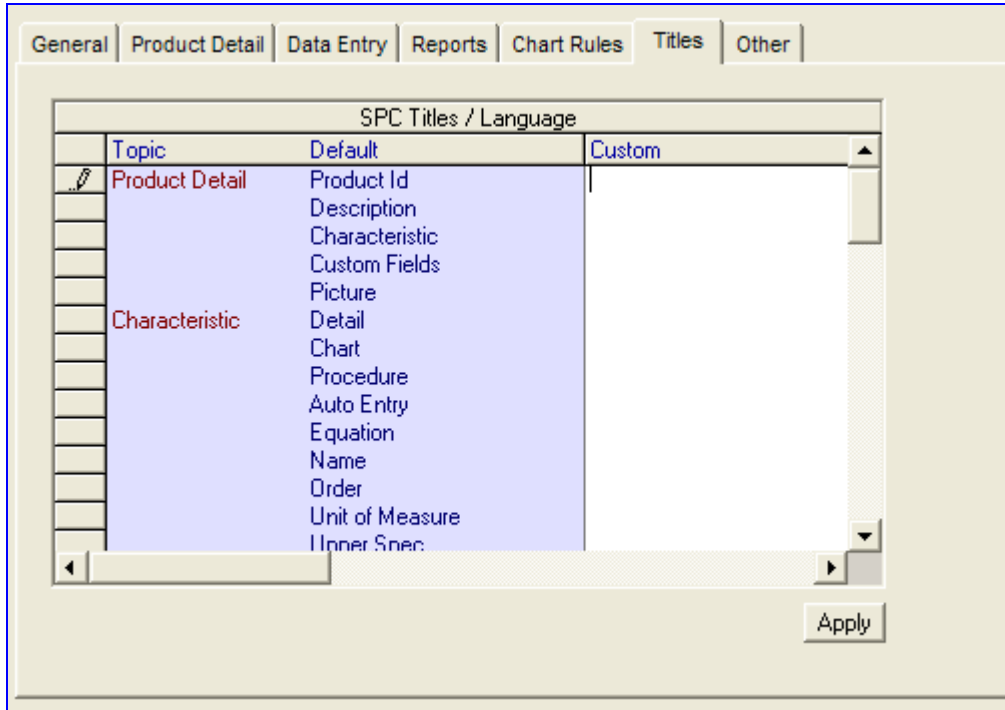 General Product Detail Data Entry Reports Chart Rules Titles Other
SPC Titles / Language
Topic Default Custom
Product Detail Product Id
Description
Characteristic
Custom Fields
Picture
Characteristic Detail
Chart
Procedure
Auto Entry
Equation
Name
Order
Unit of Measure
Upper Spec
Apply